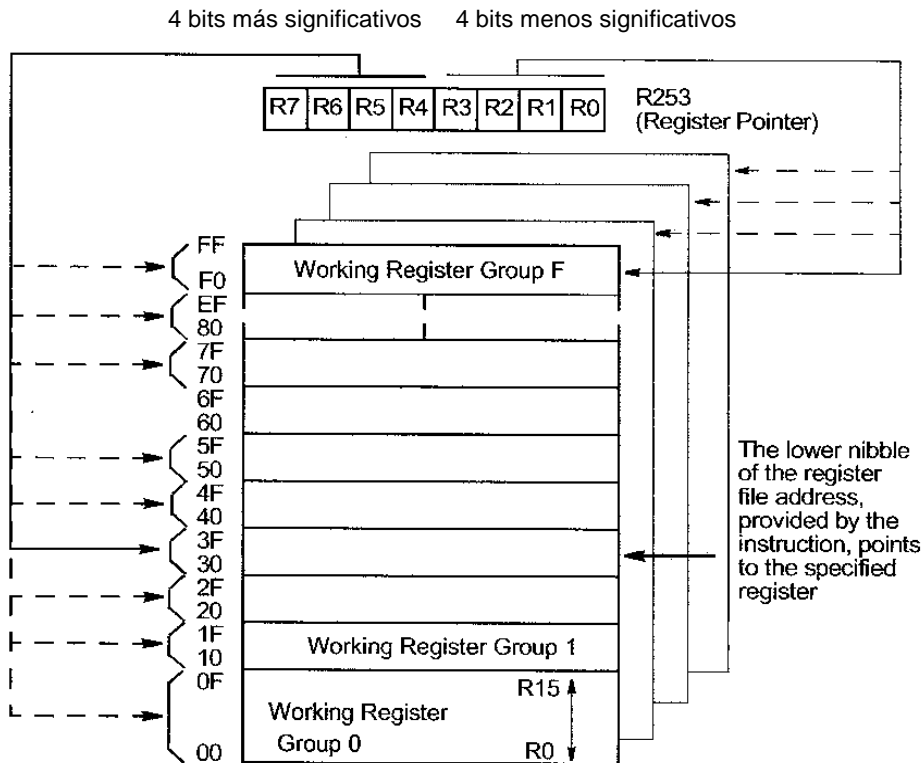 4 bits más significativos 4 bits menos significativos
R7 R6 R5 R4 R3 R2 R1 R0
R253
(Register Pointer)
FF
F0
Working Register Group F
EF
80
7F
70
6F
60
5F
50
4F
40
3F
30
2F
20
1F
10
Working Register Group 1
0F
00
R15
Working Register
Group 0
R0
The lower nibble
of the register
file address,
provided by the
instruction, points
to the specified
register